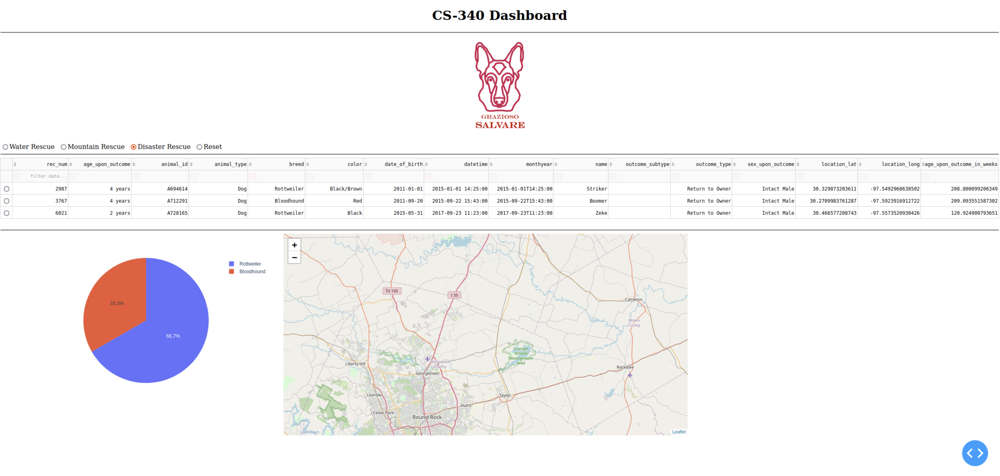 CS-340 Dashboard
GRAZIOSO
SALVARE
Water Rescue Mountain Rescue Disaster Rescue Reset
rec_num age_upon_outcome animal_id animal_type breed color date_of_birth datetime monthyear name outcome_subtype outcome_type sex_upon_outcome location_lat location_long age_upon_outcome_in_weeks
filter data...
2987 4 years A694614 Dog Rottweiler Black/Brown 2011-01-01 2015-01-01 14:25:00 2015-01-01T14:25:00 Striker Return to Owner Intact Male 30.329873203611 -97.5492968638502 208.800099206349
3767 4 years A712291 Dog Bloodhound Red 2011-09-20 2015-09-22 15:43:00 2015-09-22T15:43:00 Boomer Return to Owner Intact Male 30.2709983761287 -97.5923916912722 209.093551587302
6021 2 years A728165 Dog Rottweiler Black 2015-05-31 2017-09-23 11:23:00 2017-09-23T11:23:00 Zeke Return to Owner Intact Male 30.466577208743 -97.5573520930426 120.924900793651
Rottweiler
Bloodhound
33.3%
66.7%
+
−
TX 195
I 35
Cameron
Milam
County
Granger
Wildlife
Management
Area
Liberty Hill
Williamson
County
Georgetown
Rockdale
Leander
Taylor
Hutto
Cedar Park
Round Rock
Lake Travis
Leaflet